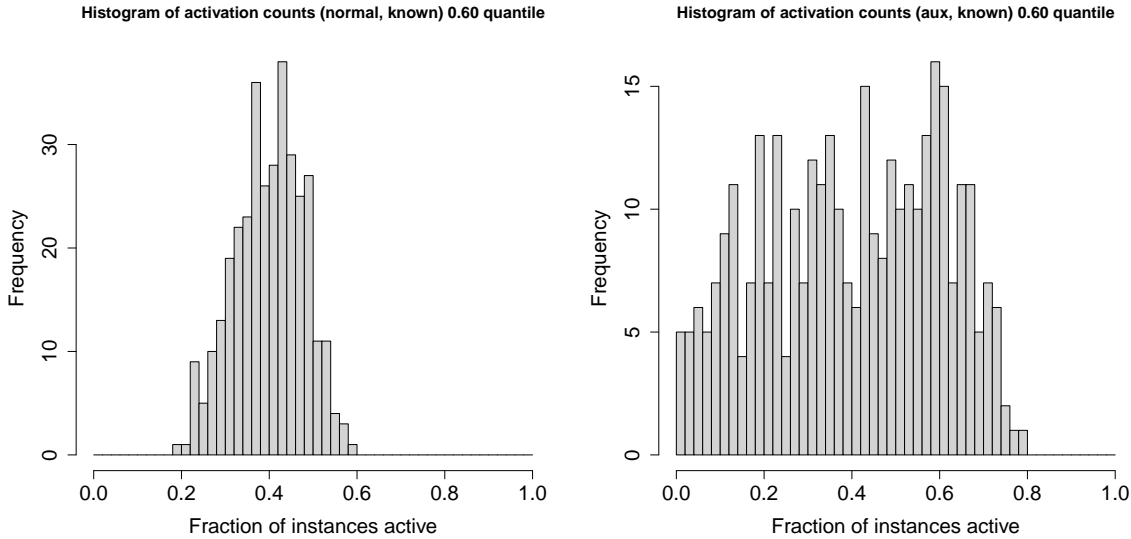 Histogram of activation counts (normal, known) 0.60 quantile
Frequency
0
10
20
30
0.0 0.2 0.4 0.6 0.8 1.0
Fraction of instances active
Histogram of activation counts (aux, known) 0.60 quantile
Frequency
0
5
10
15
0.0 0.2 0.4 0.6 0.8 1.0
Fraction of instances active